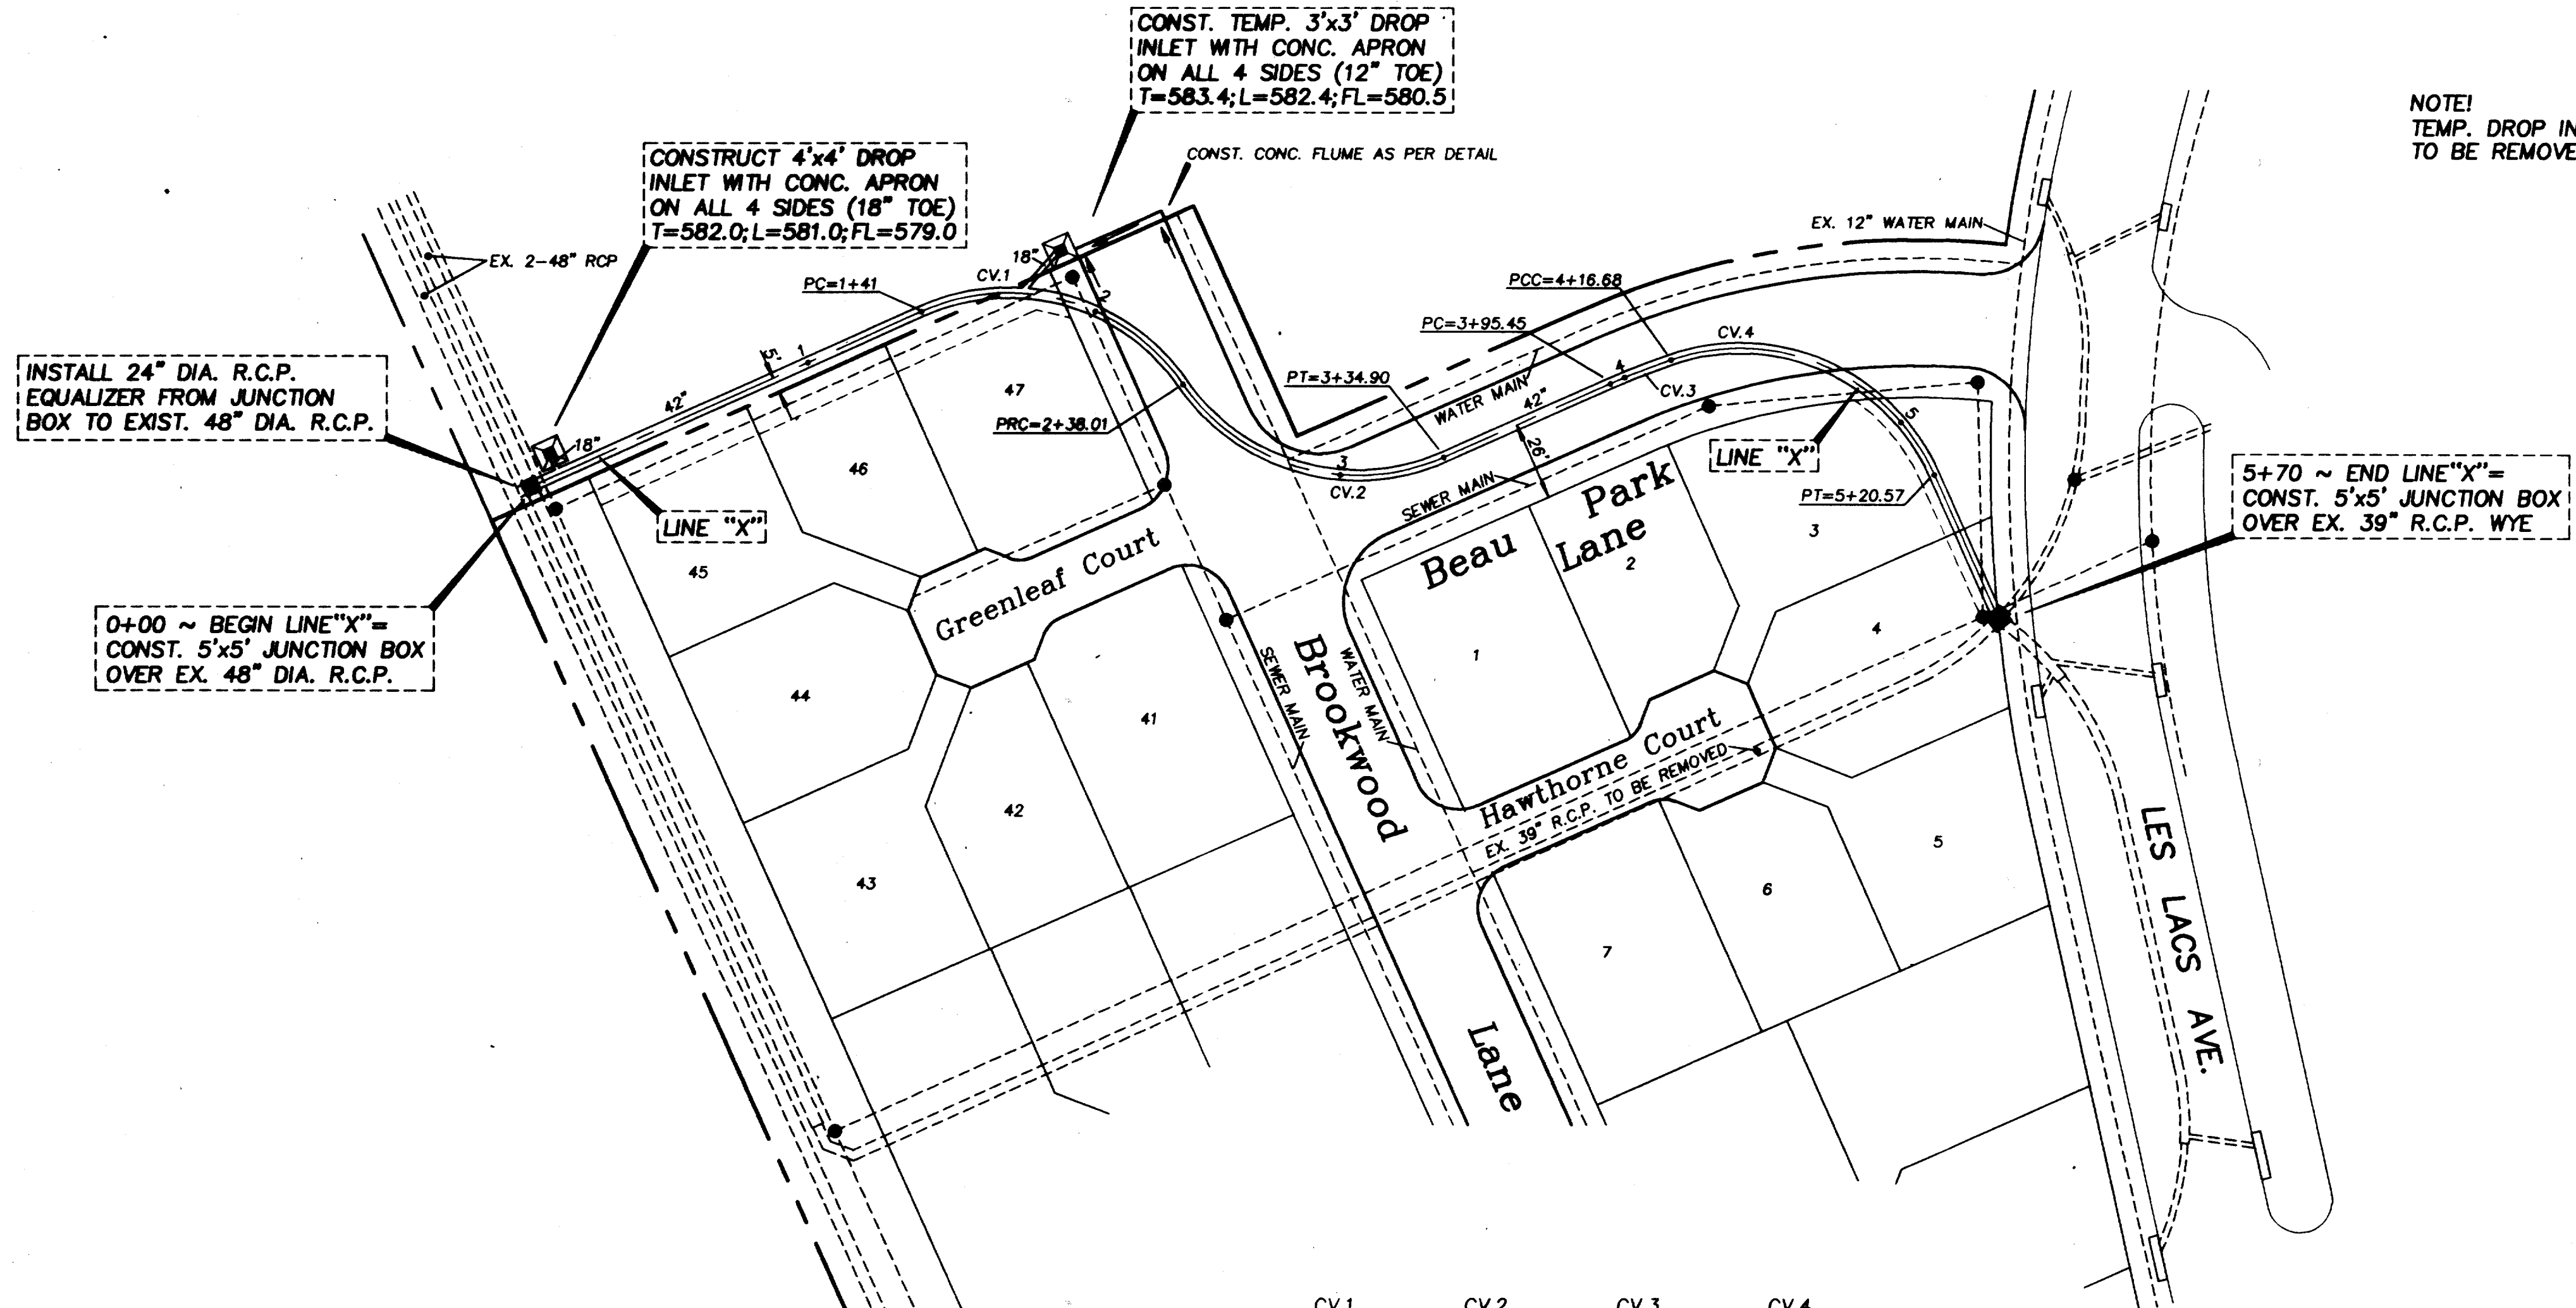 CONST. TEMP. 3'x3' DROP
INLET WITH CONC. APRON
ON ALL 4 SIDES (12" TOE)
T=583.4; L=582.4; FL=580.5
NOTE!
TEMP. DROP IN
TO BE REMOVE
CONSTRUCT 4'x4' DROP
INLET WITH CONC. APRON
ON ALL 4 SIDES (18" TOE)
T=582.0; L=581.0; FL=579.0
CONST. CONC. FLUME AS PER DETAIL
EX. 12" WATER MAIN
EX. 2-48" RCP
18"
CV.1
PC=1+41
2
PCC=4+16.68
PC=3+95.45
CV.4
INSTALL 24" DIA. R.C.P.
EQUALIZER FROM JUNCTION
BOX TO EXIST. 48" DIA. R.C.P.
5'
1
42"
47
PT=3+34.90
WATER MAIN
42"
4
CV.3
PRC=2+38.01
5
18"
46
3
CV.2
26'
SEWER MAIN
LINE "X"
PT=5+20.57
5+70 ~ END LINE"X"=
CONST. 5'x5' JUNCTION BOX
OVER EX. 39" R.C.P. WYE
LINE "X"
Beau Park
Lane
3
2
45
Greenleaf Court
0+00 ~ BEGIN LINE"X"=
CONST. 5'x5' JUNCTION BOX
OVER EX. 48" DIA. R.C.P.
44
41
SEWER MAIN
Brookwood
WATER MAIN
1
4
Hawthorne Court
EX. 39" R.C.P. TO BE REMOVED
42
43
5
6
7
LES LACS AVE.
Lane
CV.1 CV.2 CV.3 CV.4